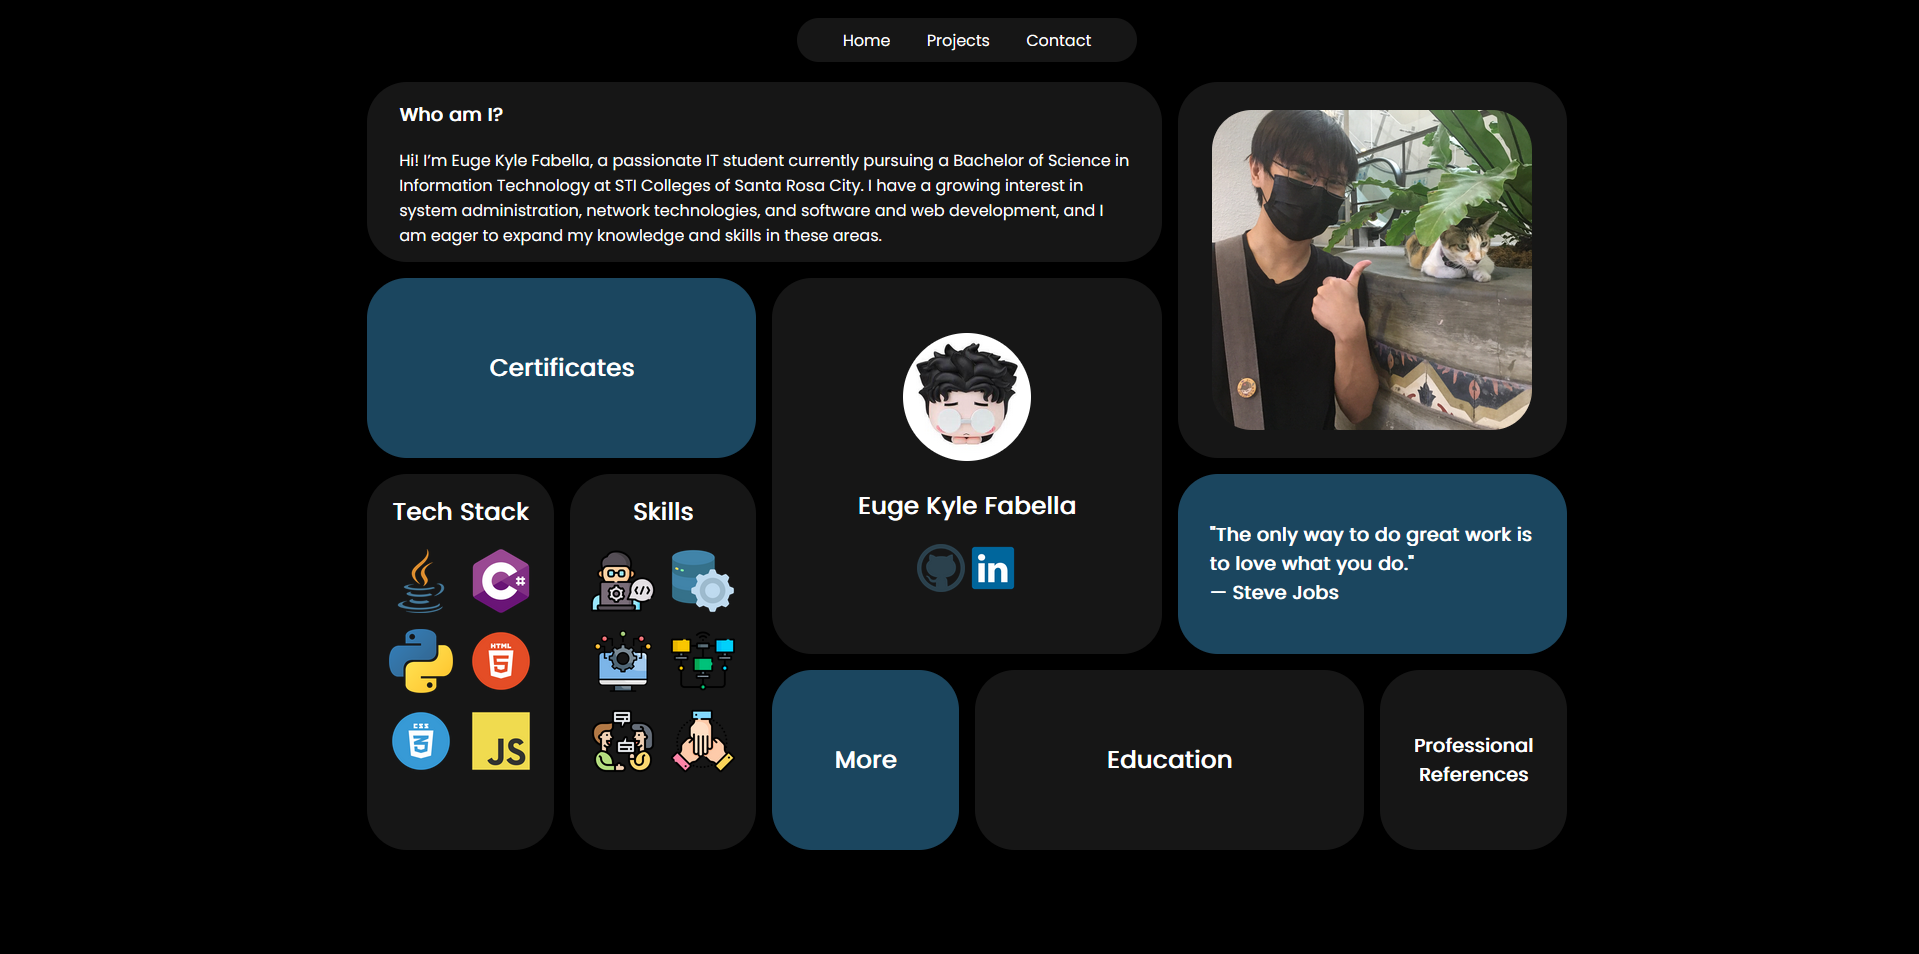 Home Projects Contact
Who am I?
Hi! I’m Euge Kyle Fabella, a passionate IT student currently pursuing a Bachelor of Science in
Information Technology at STI Colleges of Santa Rosa City. I have a growing interest in
system administration, network technologies, and software and web development, and I
am eager to expand my knowledge and skills in these areas.
Certificates
Euge Kyle Fabella
in
"The only way to do great work is
to love what you do."
— Steve Jobs
Tech Stack
C#
HTML
5
CSS
3
JS
Skills
</>
More
Education
Professional
References